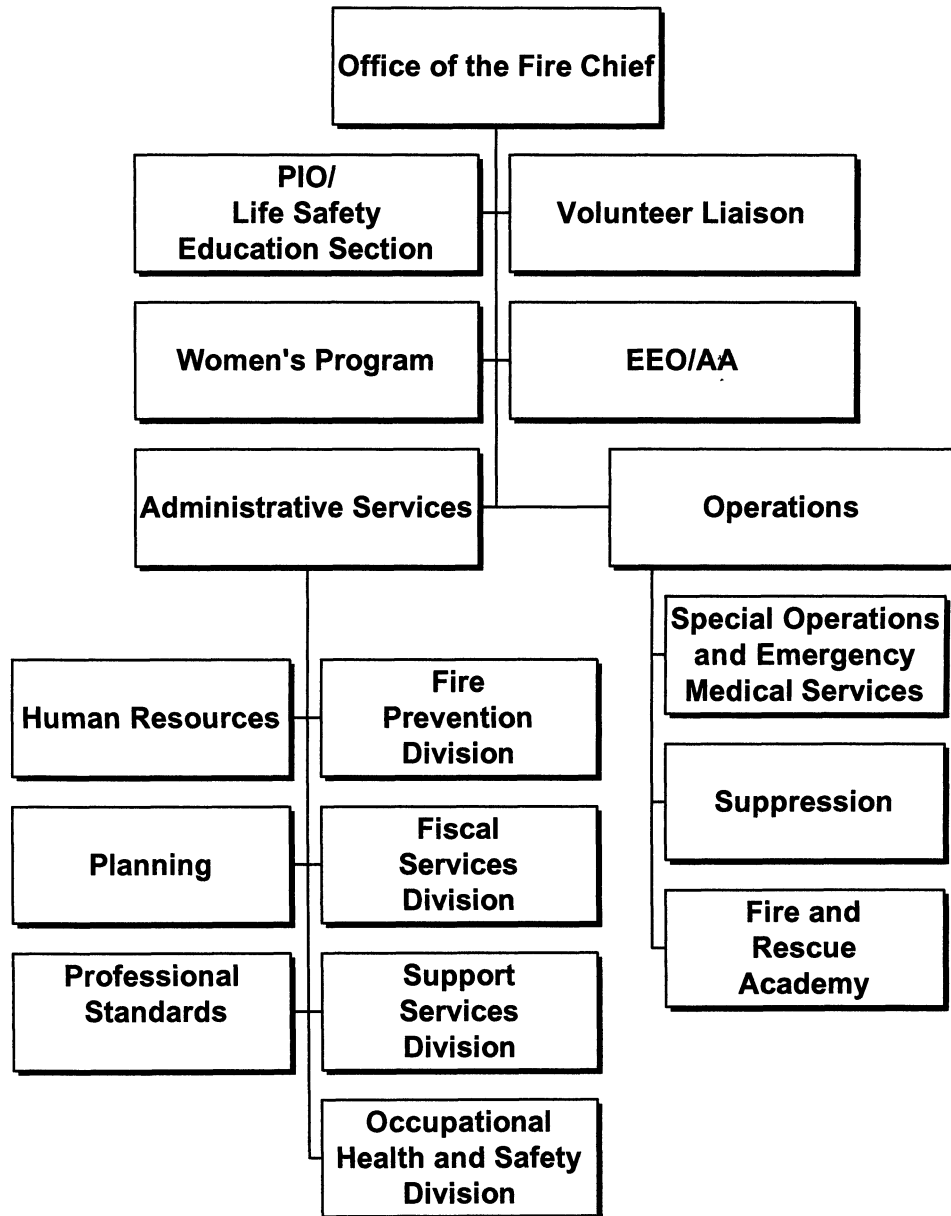 Office of the Fire Chief
PIO/
Life Safety
Education Section
Volunteer Liaison
Women's Program
EEO/AA
Administrative Services
Operations
Special Operations
and Emergency
Medical Services
Human Resources
Fire
Prevention
Division
Suppression
Planning
Fiscal
Services
Division
Fire and
Rescue
Academy
Professional
Standards
Support
Services
Division
Occupational
Health and Safety
Division